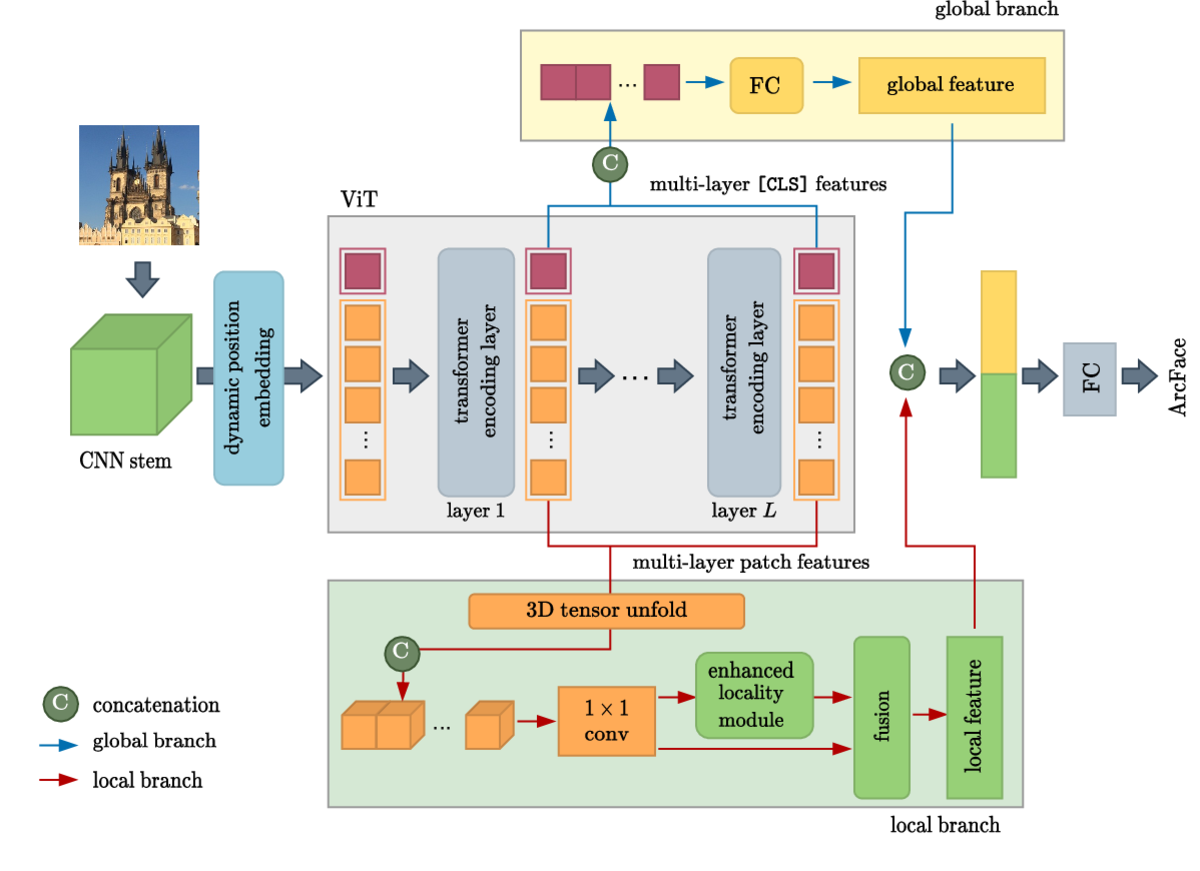 global branch
FC
global feature
C
multi-layer [CLS] features
ViT
CNN stem
dynamic position
embedding
transformer
encoding layer
layer 1
...
transformer
encoding layer
layer L
C
FC
ArcFace
multi-layer patch features
3D tensor unfold
C
1 × 1
conv
enhanced
locality
module
fusion
local feature
local branch
C concatenation
global branch
local branch